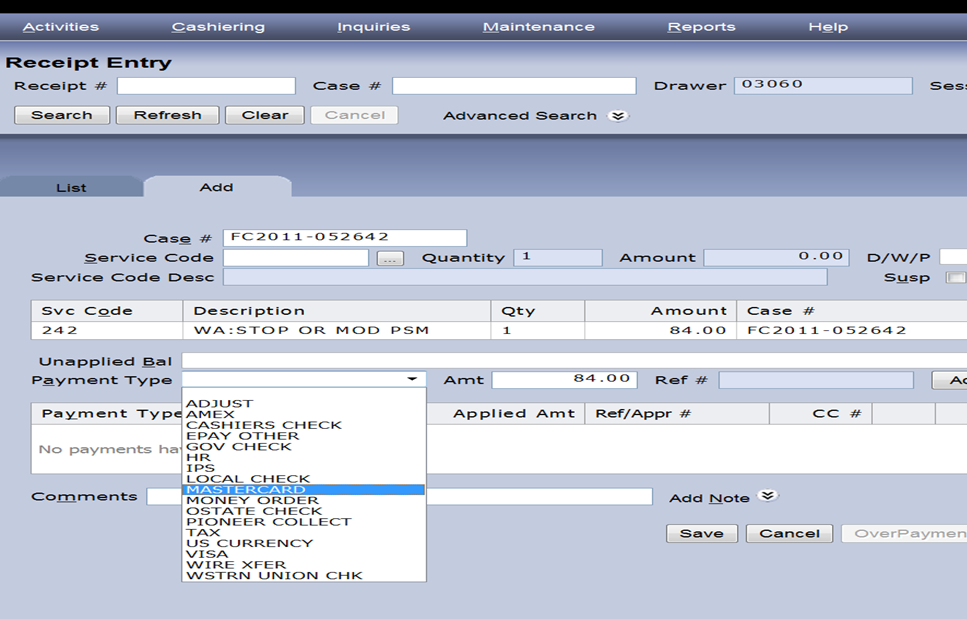 Activities Cashiering Inquiries Maintenance Reports Help
Receipt Entry
Receipt # Case # Drawer 03060 Sess
Search Refresh Clear Cancel Advanced Search
List Add
Case # FC2011-052642
Service Code ... Quantity 1 Amount 0.00 D/W/P
Service Code Desc Susp
Svc Code Description Qty Amount Case #
242 WA:STOP OR MOD PSM 1 84.00 FC2011-052642
Unapplied Bal
Payment Type Amt 84.00 Ref #
Payment Type Applied Amt Ref/Appr # CC #
No payments ha
Comments Add Note
Save Cancel OverPaymen
ADJUST
AMEX
CASHIERS CHECK
EPAY OTHER
GOV CHECK
HR
IPS
LOCAL CHECK
MASTERCARD
MONEY ORDER
OSTATE CHECK
PIONEER COLLECT
TAX
US CURRENCY
VISA
WIRE XFER
WSTRN UNION CHK